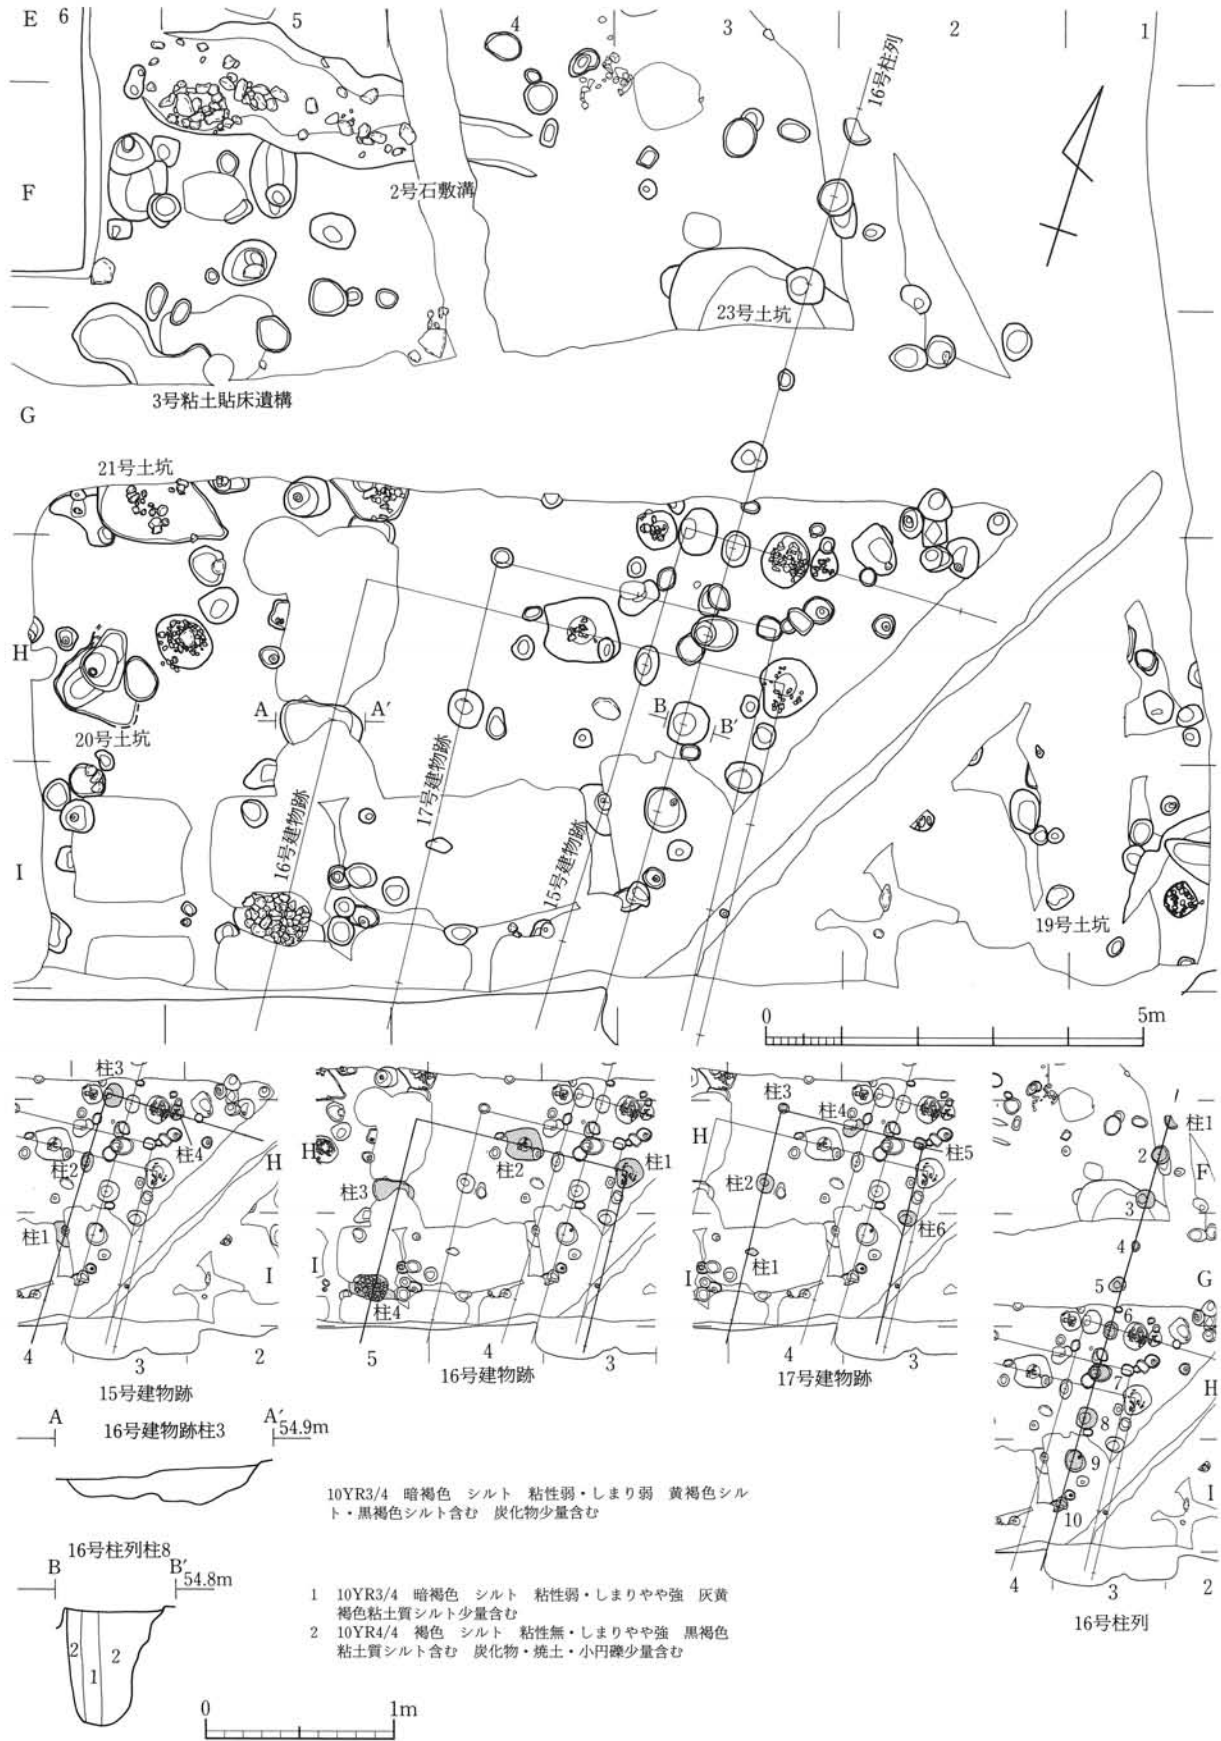 E 6 5 4 3 2 1
16号柱列
F
2号石敷溝
23号土坑
3号粘土貼床遺構
G
21号土坑
H
A A′
B B′
20号土坑
17号建物跡
16号建物跡
15号建物跡
I
19号土坑
0 5m
柱3
柱4
柱2
柱1
H
I
4 3 2
15号建物跡
H
柱2
柱1
柱3
I
柱4
5 4 3
16号建物跡
柱3
柱4
H
柱5
柱2
柱6
柱1
I
4 3
17号建物跡
柱1
2
F
3
4
5
G
6
7
H
8
9
I
10
4 3 2
16号柱列
A A′
16号建物跡柱3
54.9m
10YR3/4 暗褐色 シルト 粘性弱・しまり弱 黄褐色シル
ト・黒褐色シルト含む 炭化物少量含む
16号柱列柱8
B B′
54.8m
2 1 2
1 10YR3/4 暗褐色 シルト 粘性弱・しまりやや強 灰黄
褐色粘土質シルト少量含む
2 10YR4/4 褐色 シルト 粘性無・しまりやや強 黒褐色
粘土質シルト含む 炭化物・焼土・小円礫少量含む
0 1m